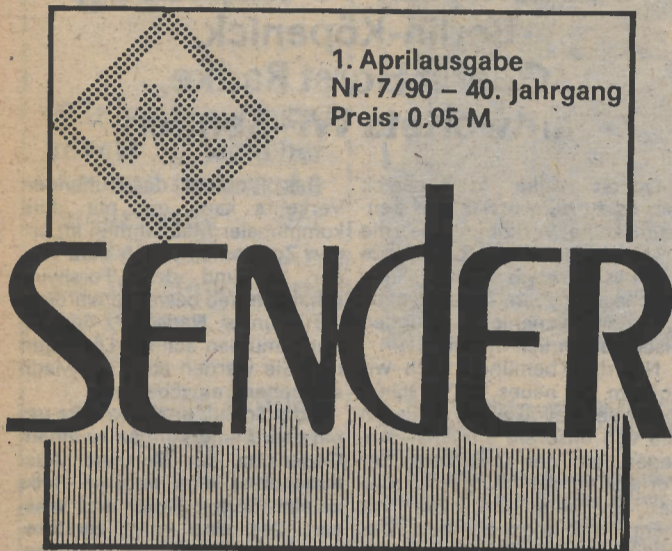 WF
1. Aprilausgabe
Nr. 7/90 – 40. Jahrgang
Preis: 0,05 M
SENdER